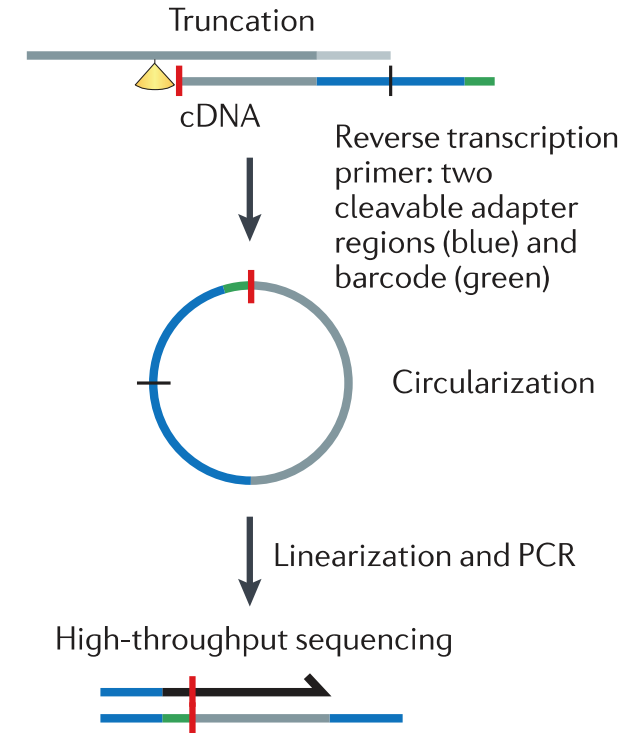 Truncation
cDNA
Reverse transcription
primer: two
cleavable adapter
regions (blue) and
barcode (green)
Circularization
Linearization and PCR
High-throughput sequencing